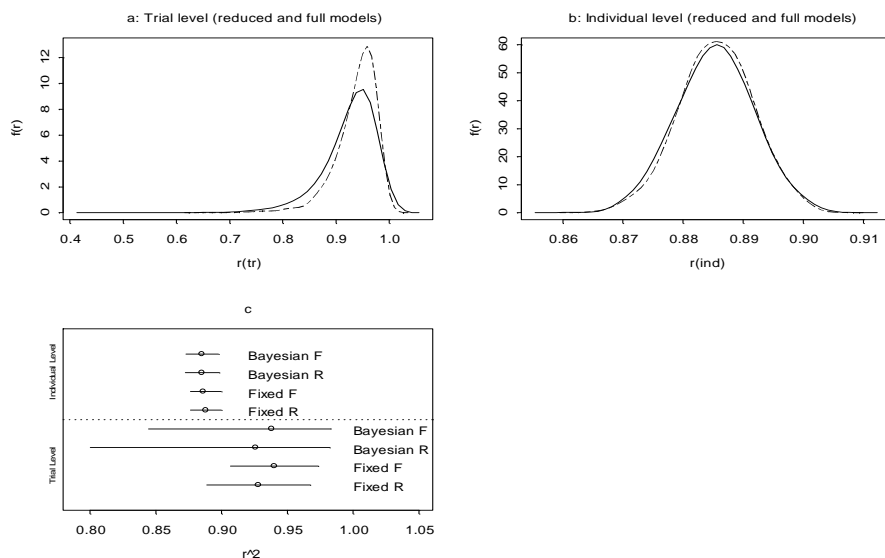 a: Trial level (reduced and full models)
f(r)
12
10
8
6
4
2
0
0.4 0.5 0.6 0.7 0.8 0.9 1.0
r(tr)
b: Individual level (reduced and full models)
f(r)
60
50
40
30
20
10
0
0.86 0.87 0.88 0.89 0.90 0.91
r(ind)
c
Individual Level
Bayesian F
Bayesian R
Fixed F
Fixed R
Trial Level
Bayesian F
Bayesian R
Fixed F
Fixed R
0.80 0.85 0.90 0.95 1.00 1.05
r^2